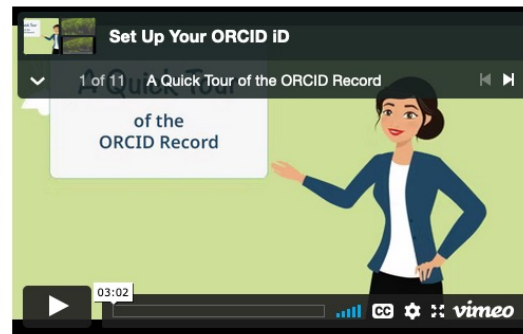 Set Up Your ORCID iD
1 of 11 A Quick Tour of the ORCID Record
A Quick Tour
of the
ORCID Record
03:02
CC
vimeo